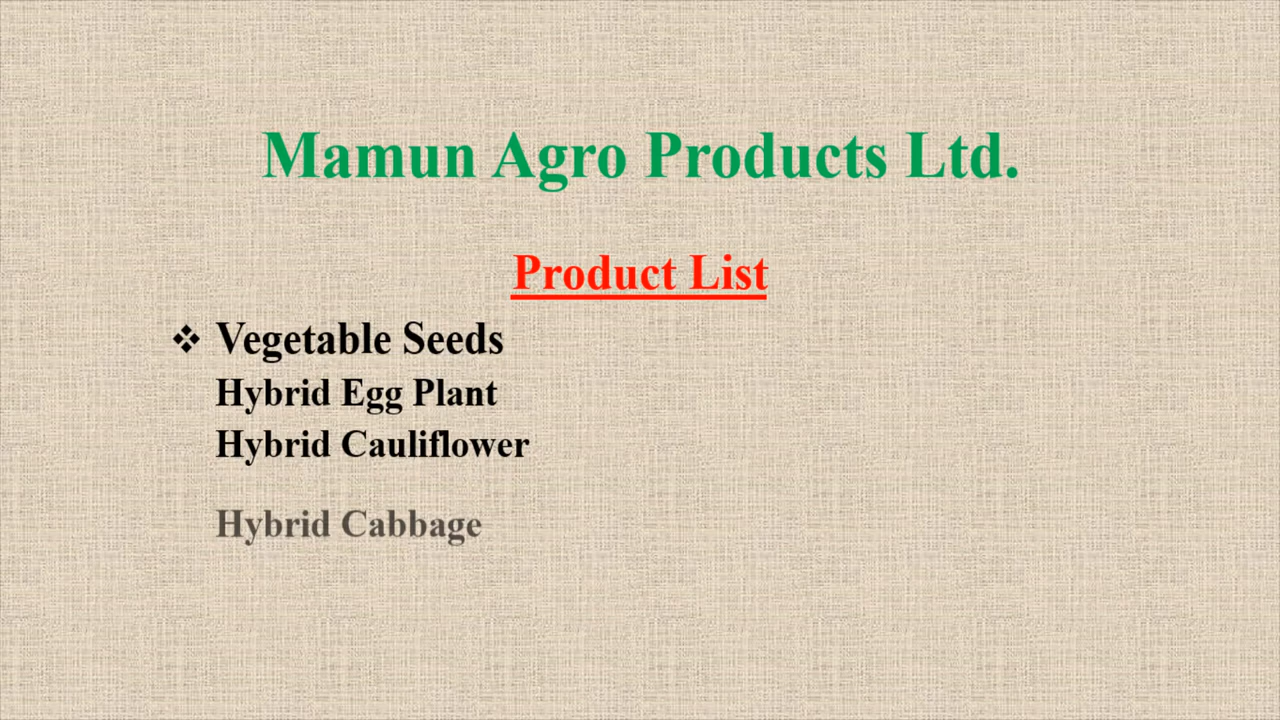 Mamun Agro Products Ltd.
Product List
❖ Vegetable Seeds
Hybrid Egg Plant
Hybrid Cauliflower
Hybrid Cabbage